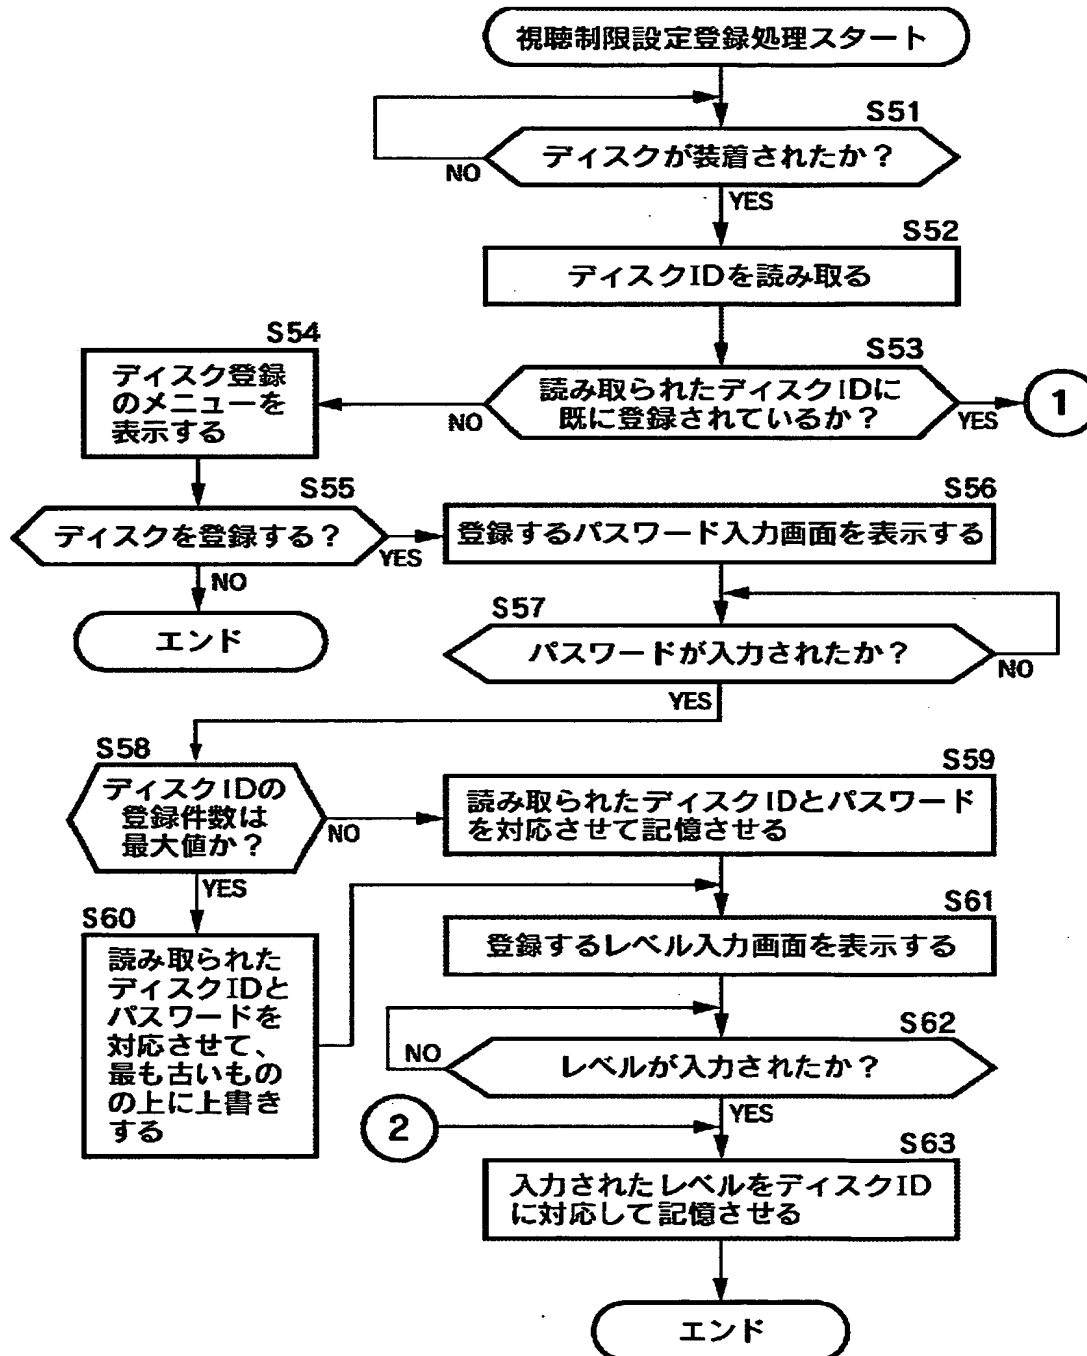 視聴制限設定登録処理スタート
S51
ディスクが装着されたか？
NO
YES
S52
ディスクIDを読み取る
S53
読み取られたディスクIDに
既に登録されているか？
NO
YES
1
S54
ディスク登録
のメニューを
表示する
S55
ディスクを登録する？
YES
NO
エンド
S56
登録するパスワード入力画面を表示する
S57
パスワードが入力されたか？
NO
YES
S58
ディスクIDの
登録件数は
最大値か？
NO
YES
S59
読み取られたディスクIDとパスワード
を対応させて記憶させる
S60
読み取られた
ディスクIDと
パスワードを
対応させて、
最も古いもの
の上に上書き
する
S61
登録するレベル入力画面を表示する
S62
レベルが入力されたか？
NO
YES
2
S63
入力されたレベルをディスクID
に対応して記憶させる
エンド